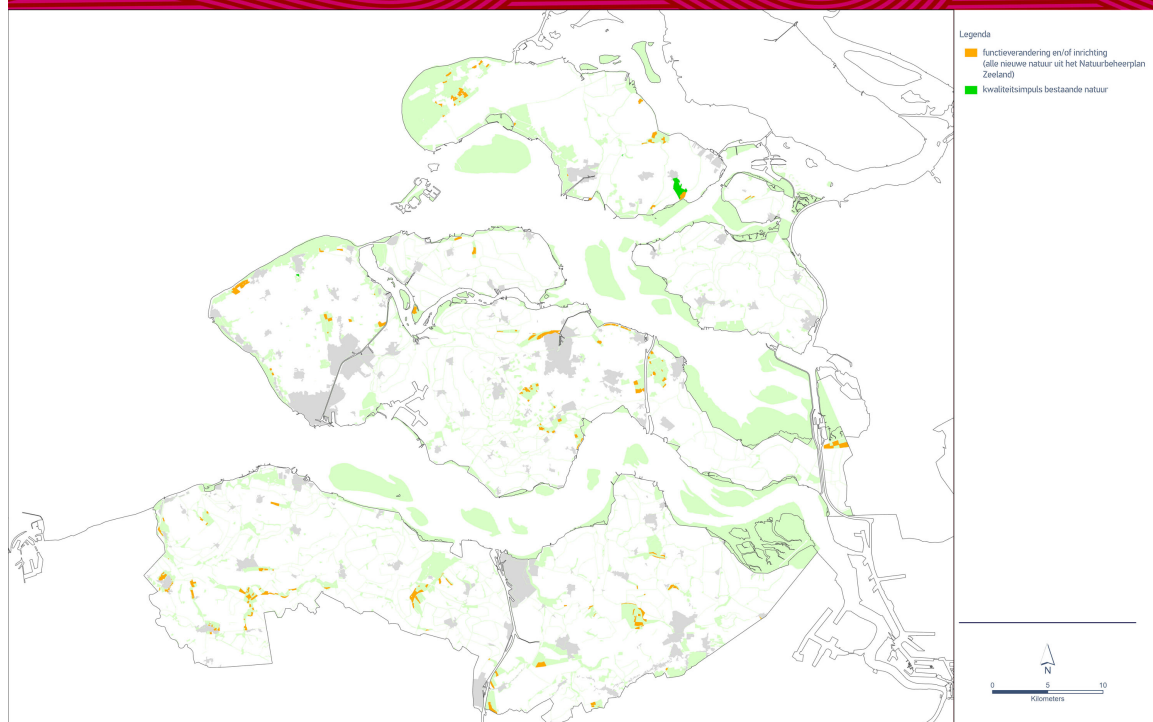 Legenda
functieverandering en/of inrichting
(alle nieuwe natuur uit het Natuurbeheerplan
Zeeland)
kwaliteitsimpuls bestaande natuur
N
0 5 10
Kilometers